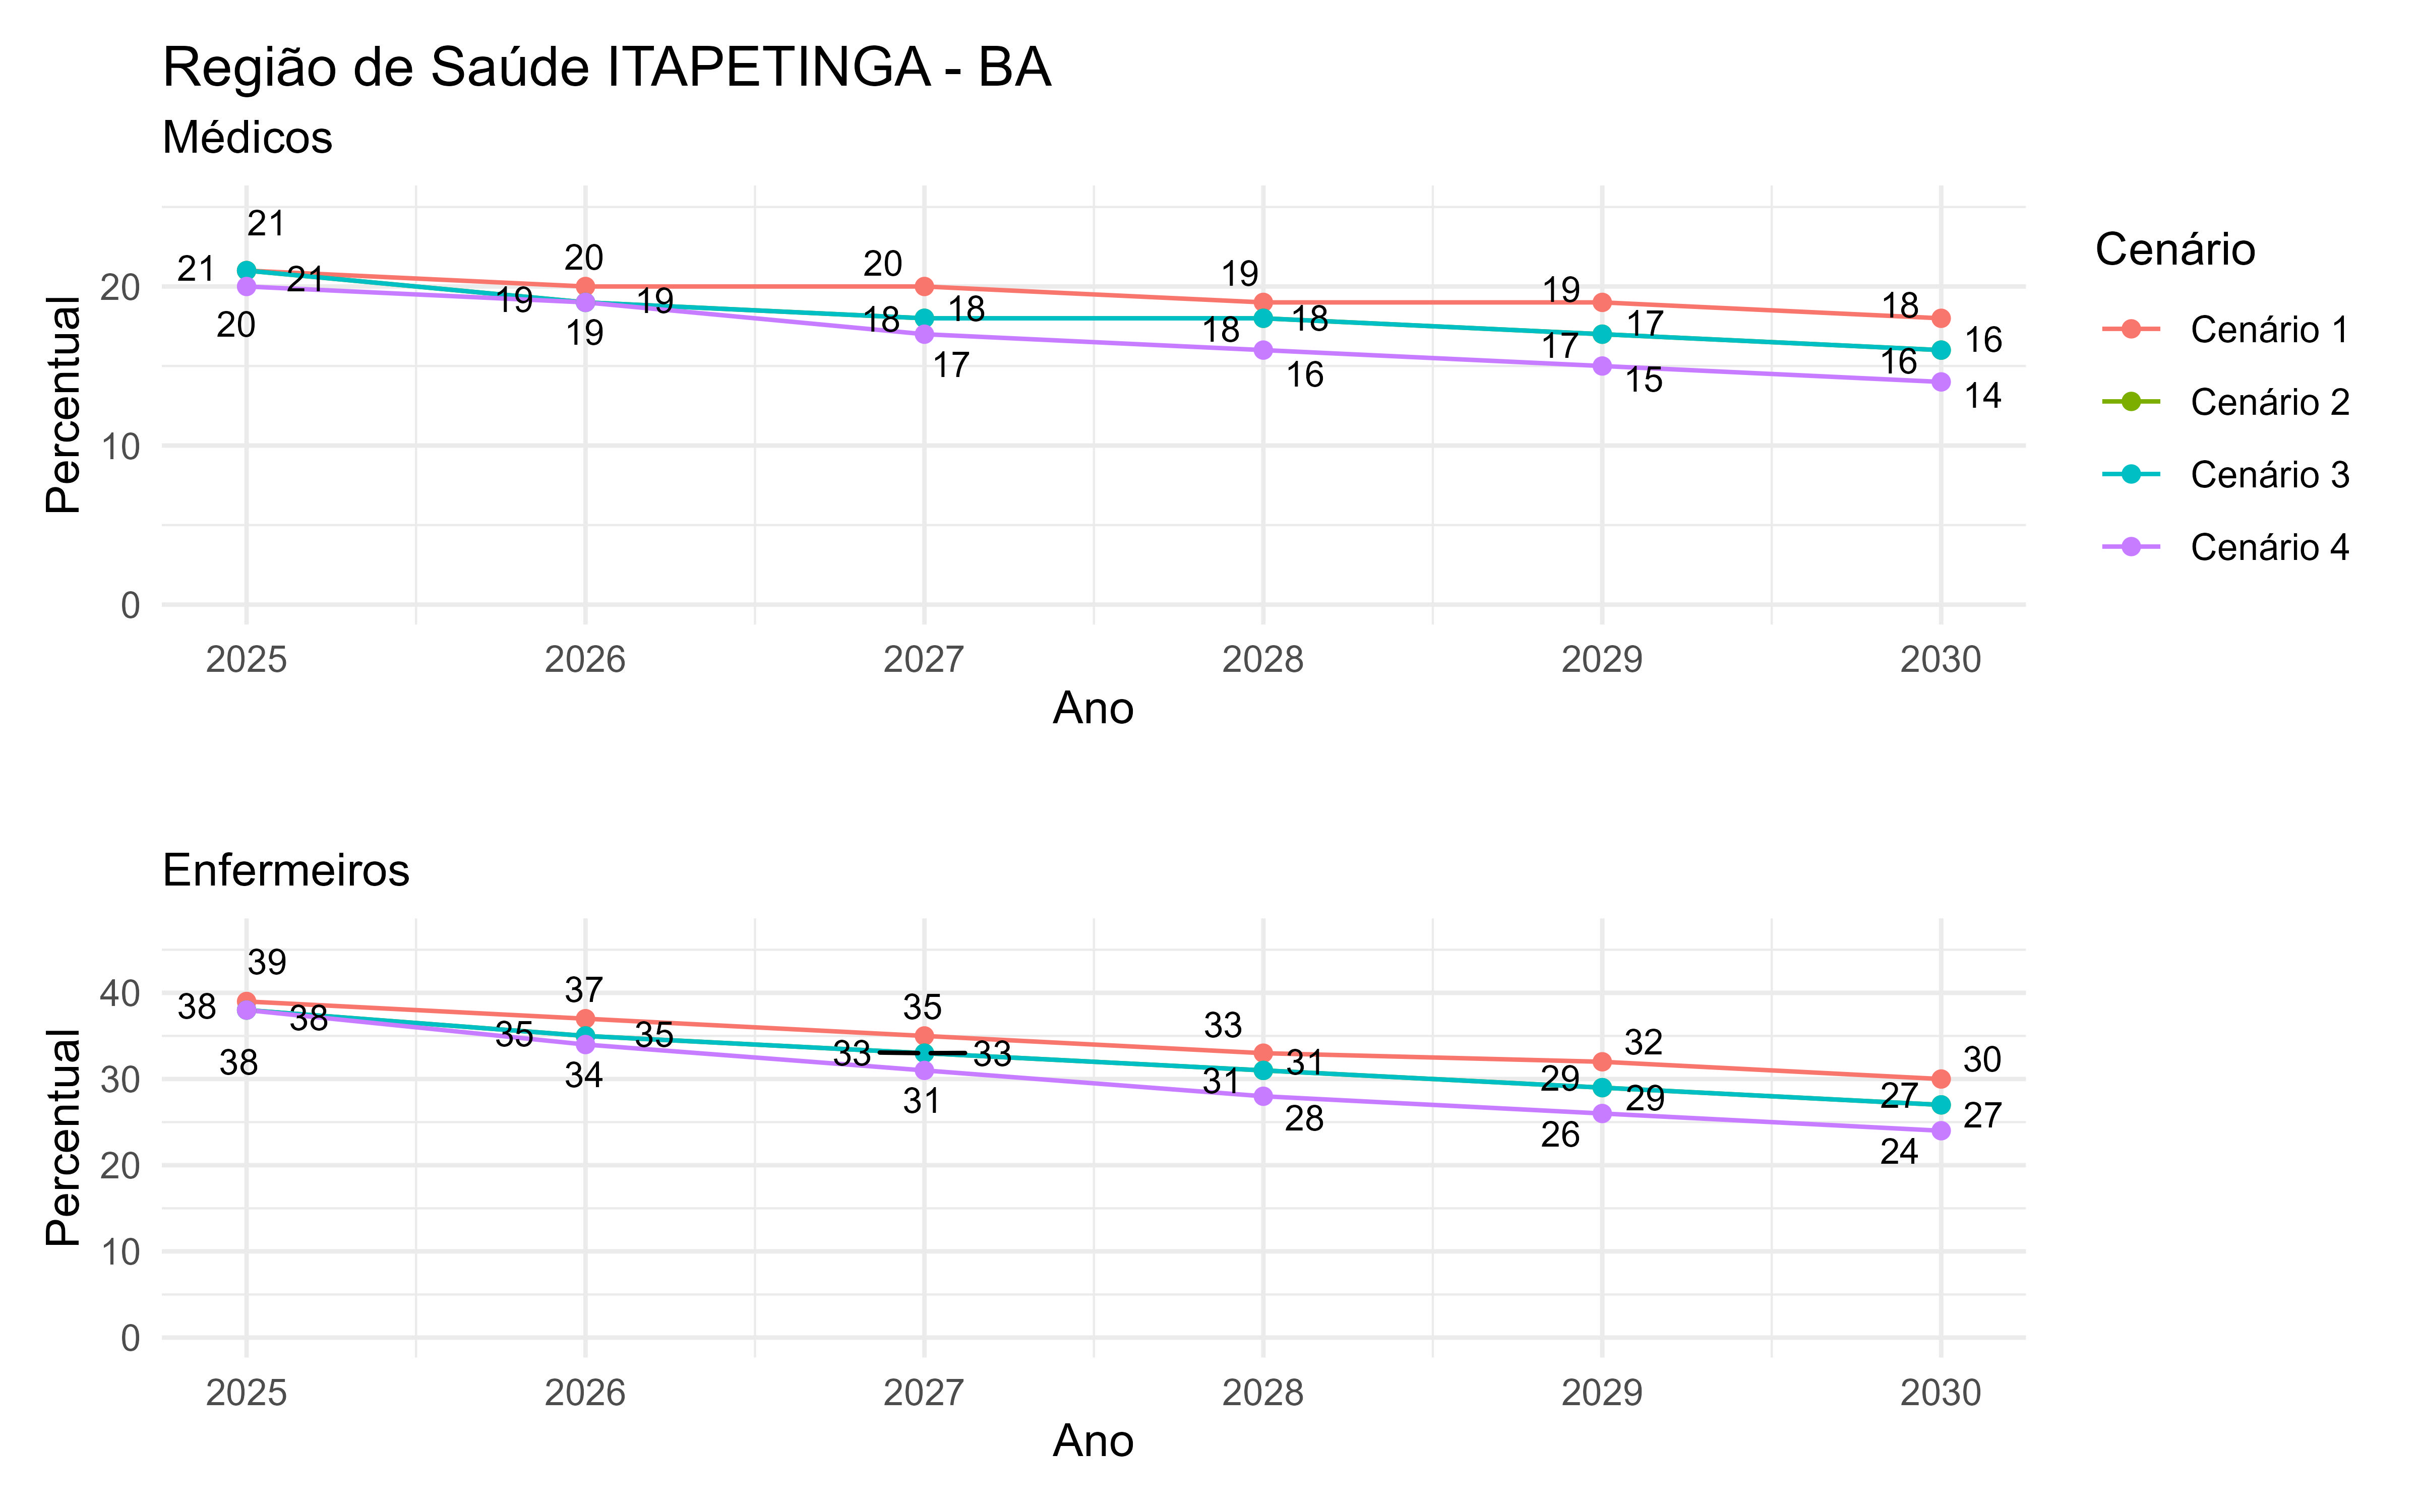 Região de Saúde ITAPETINGA - BA
Médicos
21
21 21
20
20 20 19 19 18
19 19 18 18 18 18 17 17 16 16
19 17 16 15 14
Percentual
20
10
0
2025 2026 2027 2028 2029 2030
Ano
Cenário
Cenário 1
Cenário 2
Cenário 3
Cenário 4
Enfermeiros
39 37 35 33 32 30
38 38 35 35 33 33 31 31 29 29 27 27
38 34 31 28 26 24
Percentual
40
30
20
10
0
2025 2026 2027 2028 2029 2030
Ano